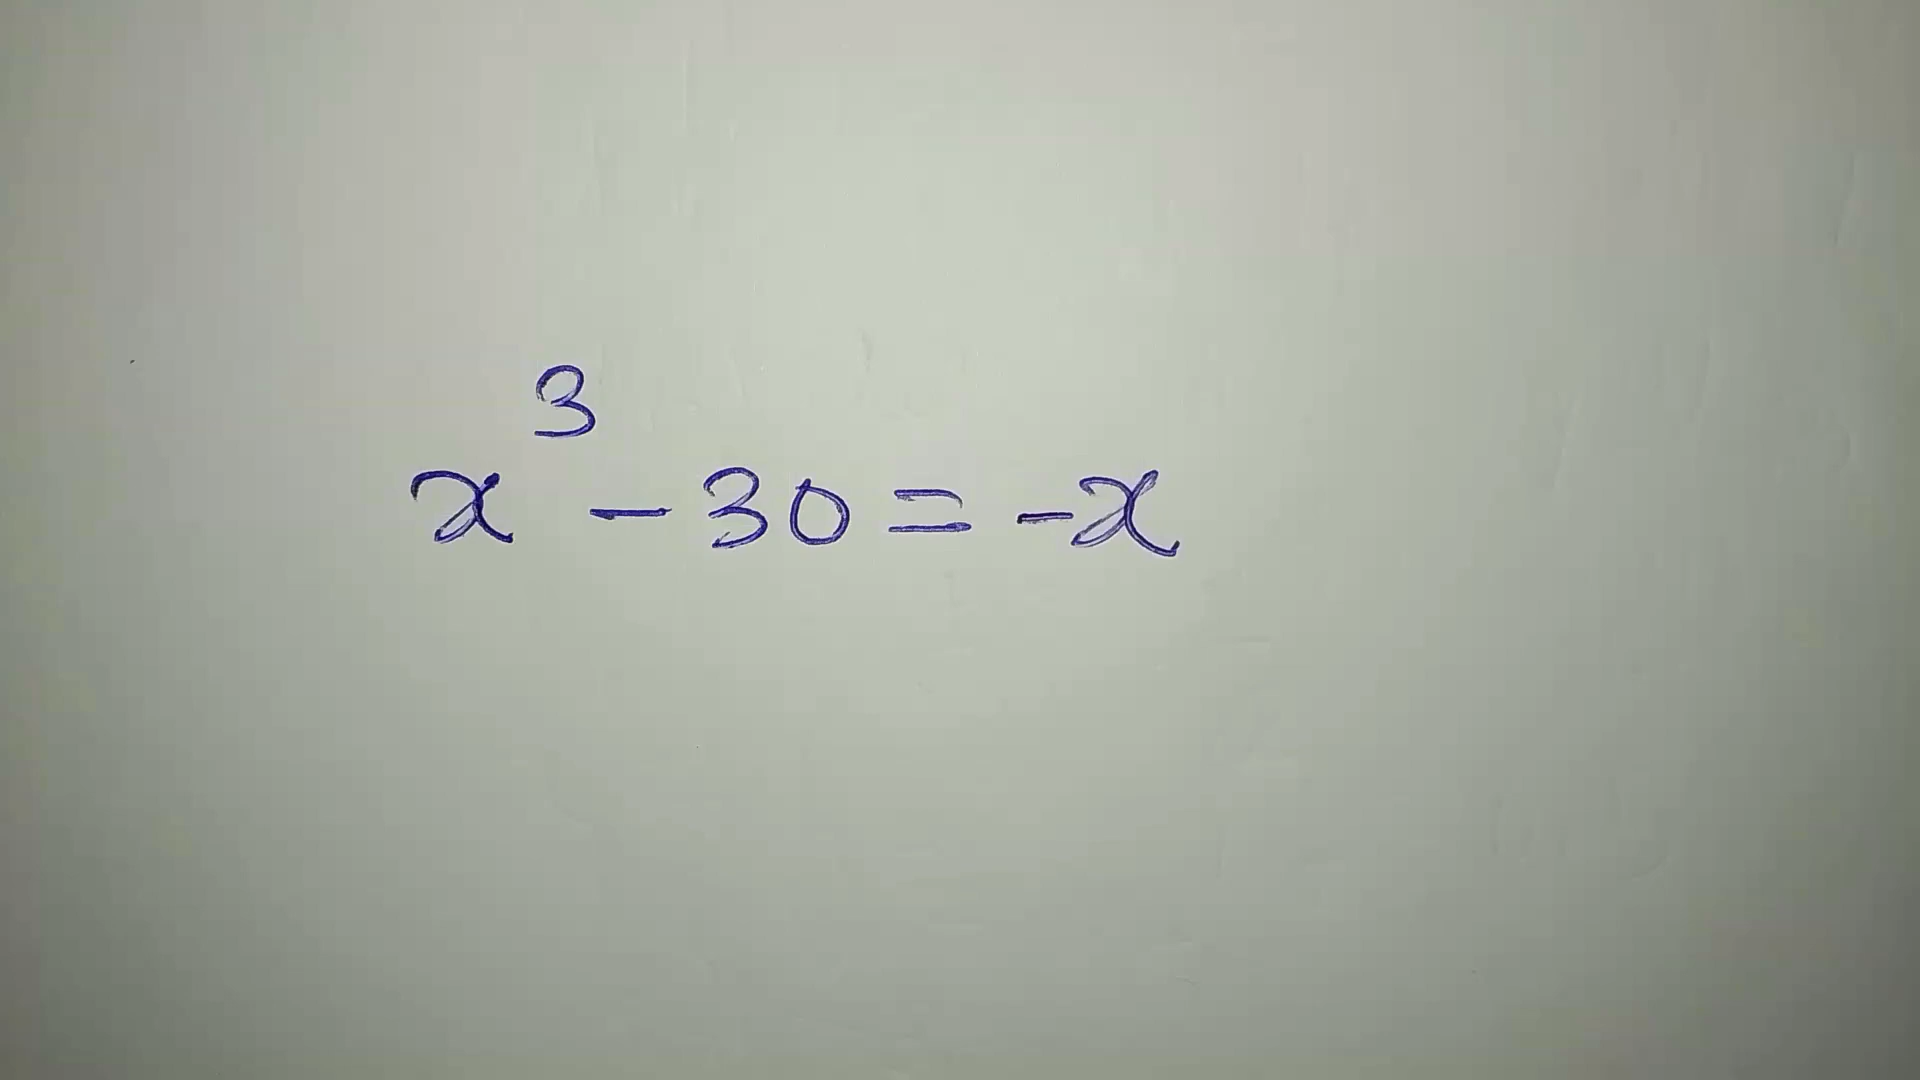 x³ - 30 = -x